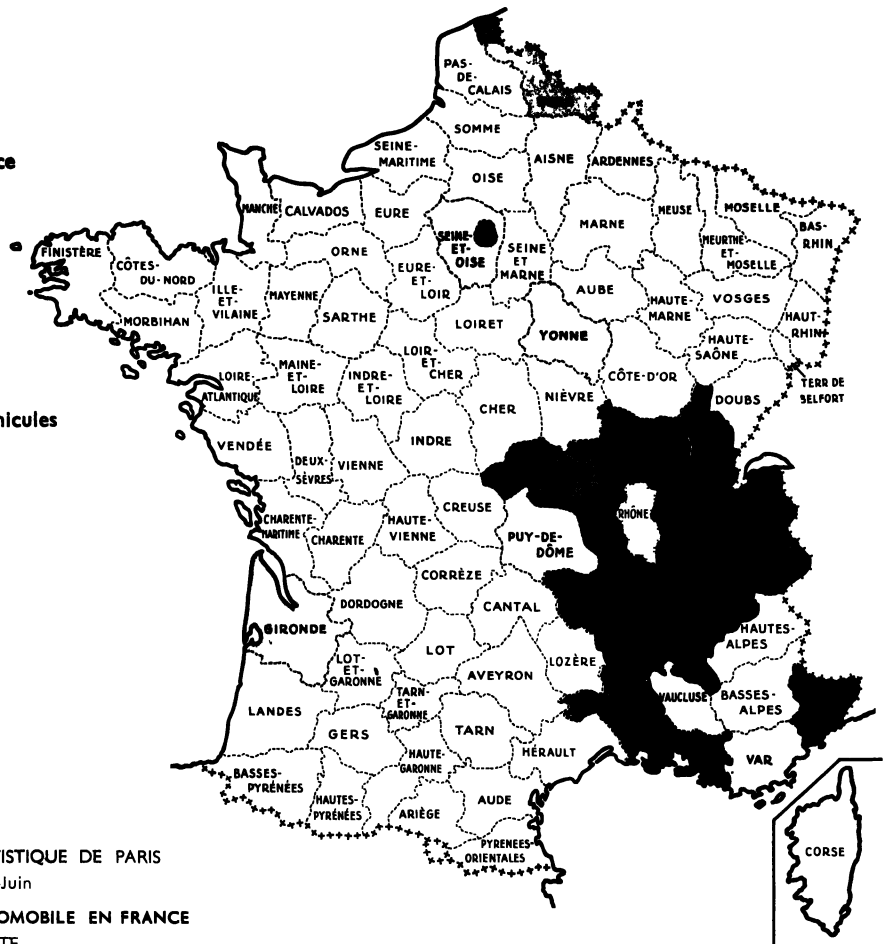 PAS-
DE-
CALAIS
SOMME
SEINE-
MARITIME
OISE
AISNE
ARDENNES
ce
MANCHE
CALVADOS
EURE
SEINE-
ET-
OISE
SEINE
ET
MARNE
MARNE
MEUSE
MOSELLE
MEURTHE
ET
MOSELLE
BAS-
RHIN
FINISTÈRE
CÔTES-
DU-NORD
ORNE
EURE-
ET-
LOIR
AUBE
HAUTE-
MARNE
VOSGES
HAUT-
RHIN
MORBIHAN
ILLE-
ET-
VILAINE
MAYENNE
SARTHE
LOIRET
YONNE
HAUTE-
SAÔNE
TERR DE
BELFORT
LOIRE
ATLANTIQUE
MAINE-
ET-
LOIRE
INDRE-
ET-
LOIRE
LOIR-
ET-
CHER
CHER
NIÈVRE
CÔTE-D'OR
DOUBS
nicules
VENDÉE
DEUX-
SÈVRES
VIENNE
INDRE
CHARENTE-
MARITIME
CHARENTE
HAUTE-
VIENNE
CREUSE
PUY-DE-
DÔME
RHÔNE
CORRÈZE
DORDOGNE
CANTAL
GIRONDE
LOT-
ET-
GARONNE
LOT
AVEYRON
LOZÈRE
HAUTES-
ALPES
LANDES
TARN-
ET-
GARONNE
VAUCLUSE
BASSES-
ALPES
GERS
TARN
HAUTE-
GARONNE
HÉRAULT
VAR
BASSES-
PYRÉNÉES
HAUTES-
PYRÉNÉES
ARIÈGE
AUDE
PYRENEES-
ORIENTALES
CORSE
TISTIQUE DE PARIS
Juin
OMOBILE EN FRANCE